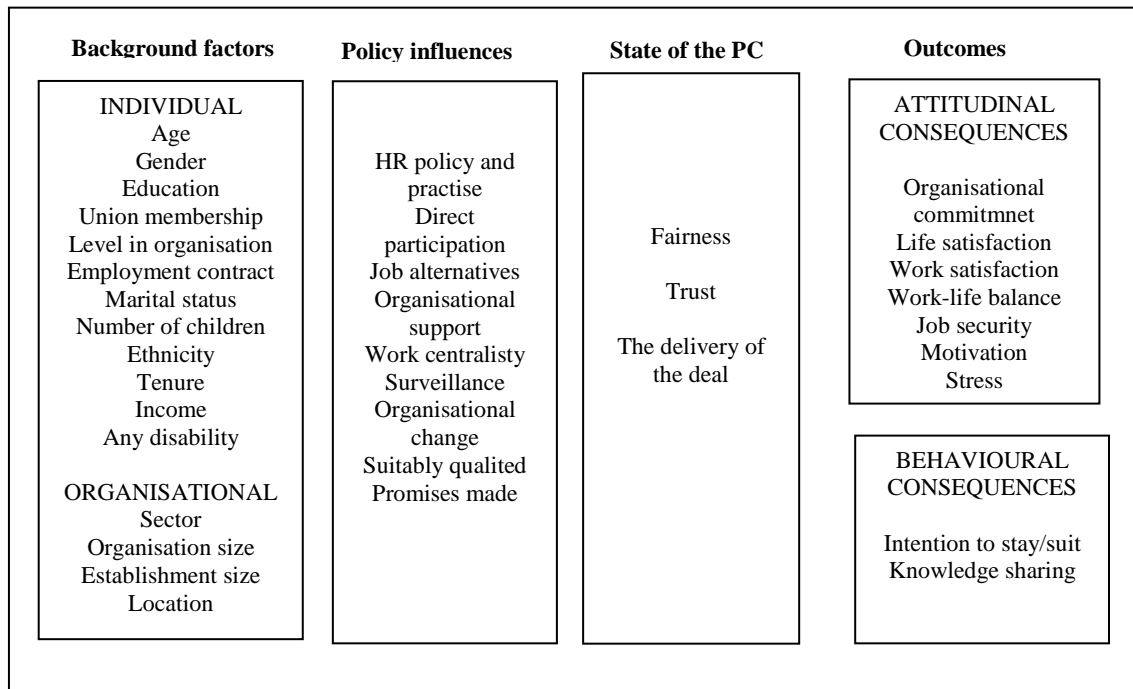 Background factors
INDIVIDUAL
Age
Gender
Education
Union membership
Level in organisation
Employment contract
Marital status
Number of children
Ethnicity
Tenure
Income
Any disability
ORGANISATIONAL
Sector
Organisation size
Establishment size
Location
Policy influences
HR policy and
practise
Direct
participation
Job alternatives
Organisational
support
Work centralisty
Surveillance
Organisational
change
Suitably qualited
Promises made
State of the PC
Fairness
Trust
The delivery of
the deal
Outcomes
ATTITUDINAL
CONSEQUENCES
Organisational
commitmnet
Life satisfaction
Work satisfaction
Work-life balance
Job security
Motivation
Stress
BEHAVIOURAL
CONSEQUENCES
Intention to stay/suit
Knowledge sharing